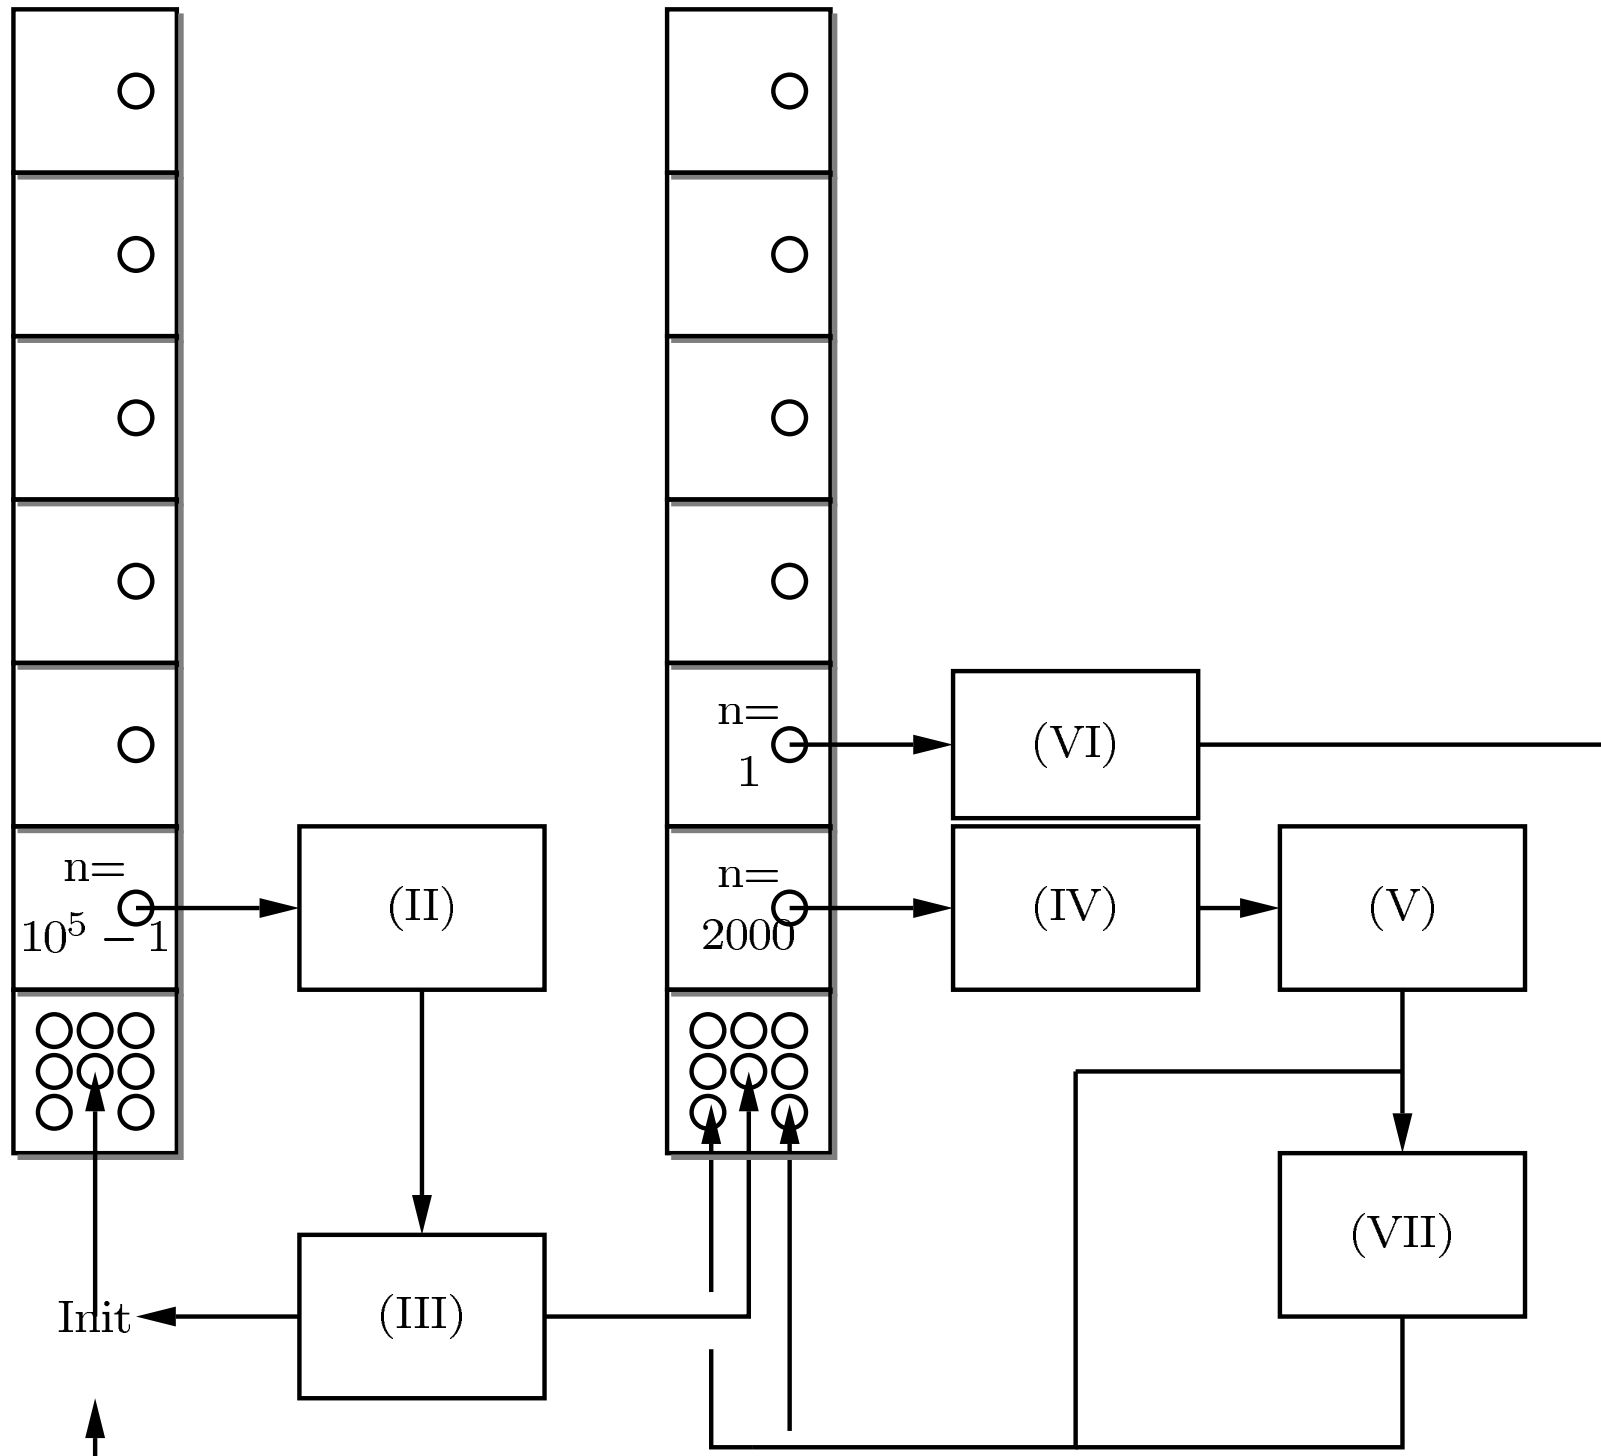 n=
1
(VI)
n=
10⁵ − 1
(II)
n=
2000
(IV)
(V)
(VII)
Init
(III)